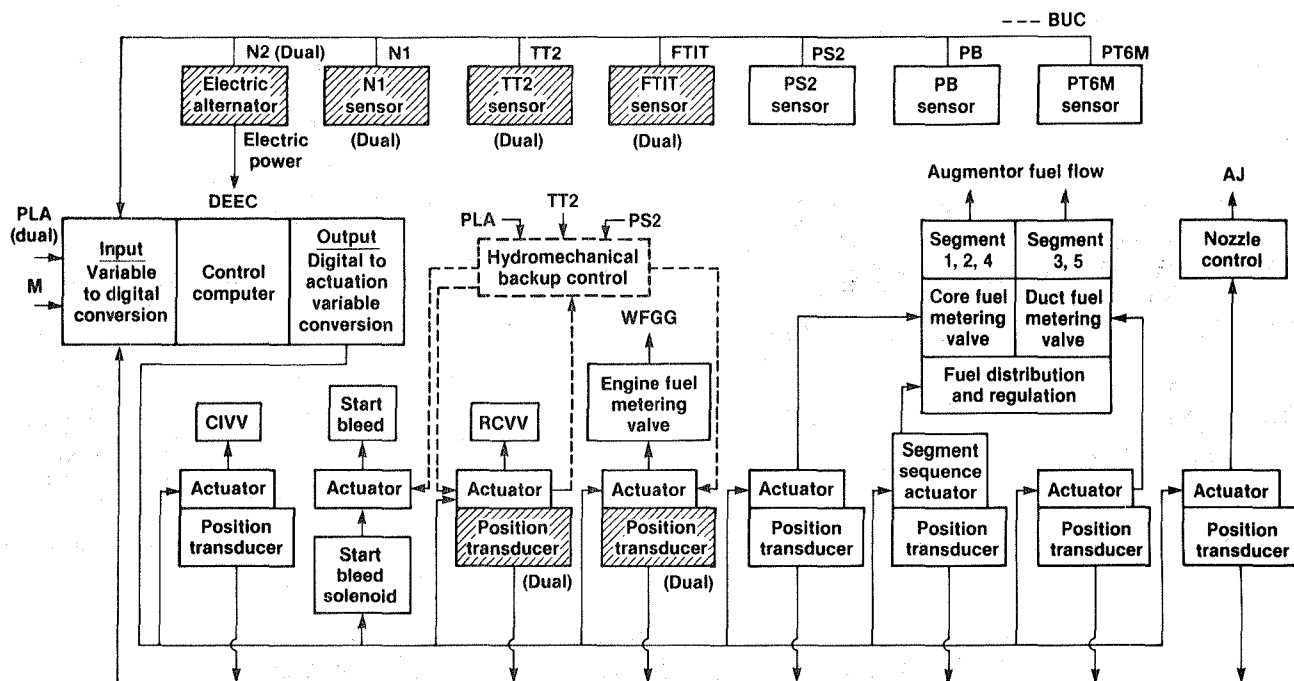 --- BUC
N2 (Dual)
N1
TT2
FTIT
PS2
PB
PT6M
Electric
alternator
N1
sensor
TT2
sensor
FTIT
sensor
PS2
sensor
PB
sensor
PT6M
sensor
(Dual)
(Dual)
(Dual)
Electric
power
DEEC
PLA
(dual)
M
Input
Variable
to digital
conversion
Control
computer
Output
Digital to
actuation
variable
conversion
PLA
TT2
PS2
Hydromechanical
backup control
WFGG
Engine fuel
metering
valve
Augmentor fuel flow
Segment
1, 2, 4
Segment
3, 5
Core fuel
metering
valve
Duct fuel
metering
valve
Fuel distribution
and regulation
AJ
Nozzle
control
CIVV
Start
bleed
RCVV
Actuator
Position
transducer
Actuator
Start
bleed
solenoid
Actuator
Position
transducer
(Dual)
Actuator
Position
transducer
(Dual)
Actuator
Position
transducer
Segment
sequence
actuator
Position
transducer
Actuator
Position
transducer
Actuator
Position
transducer